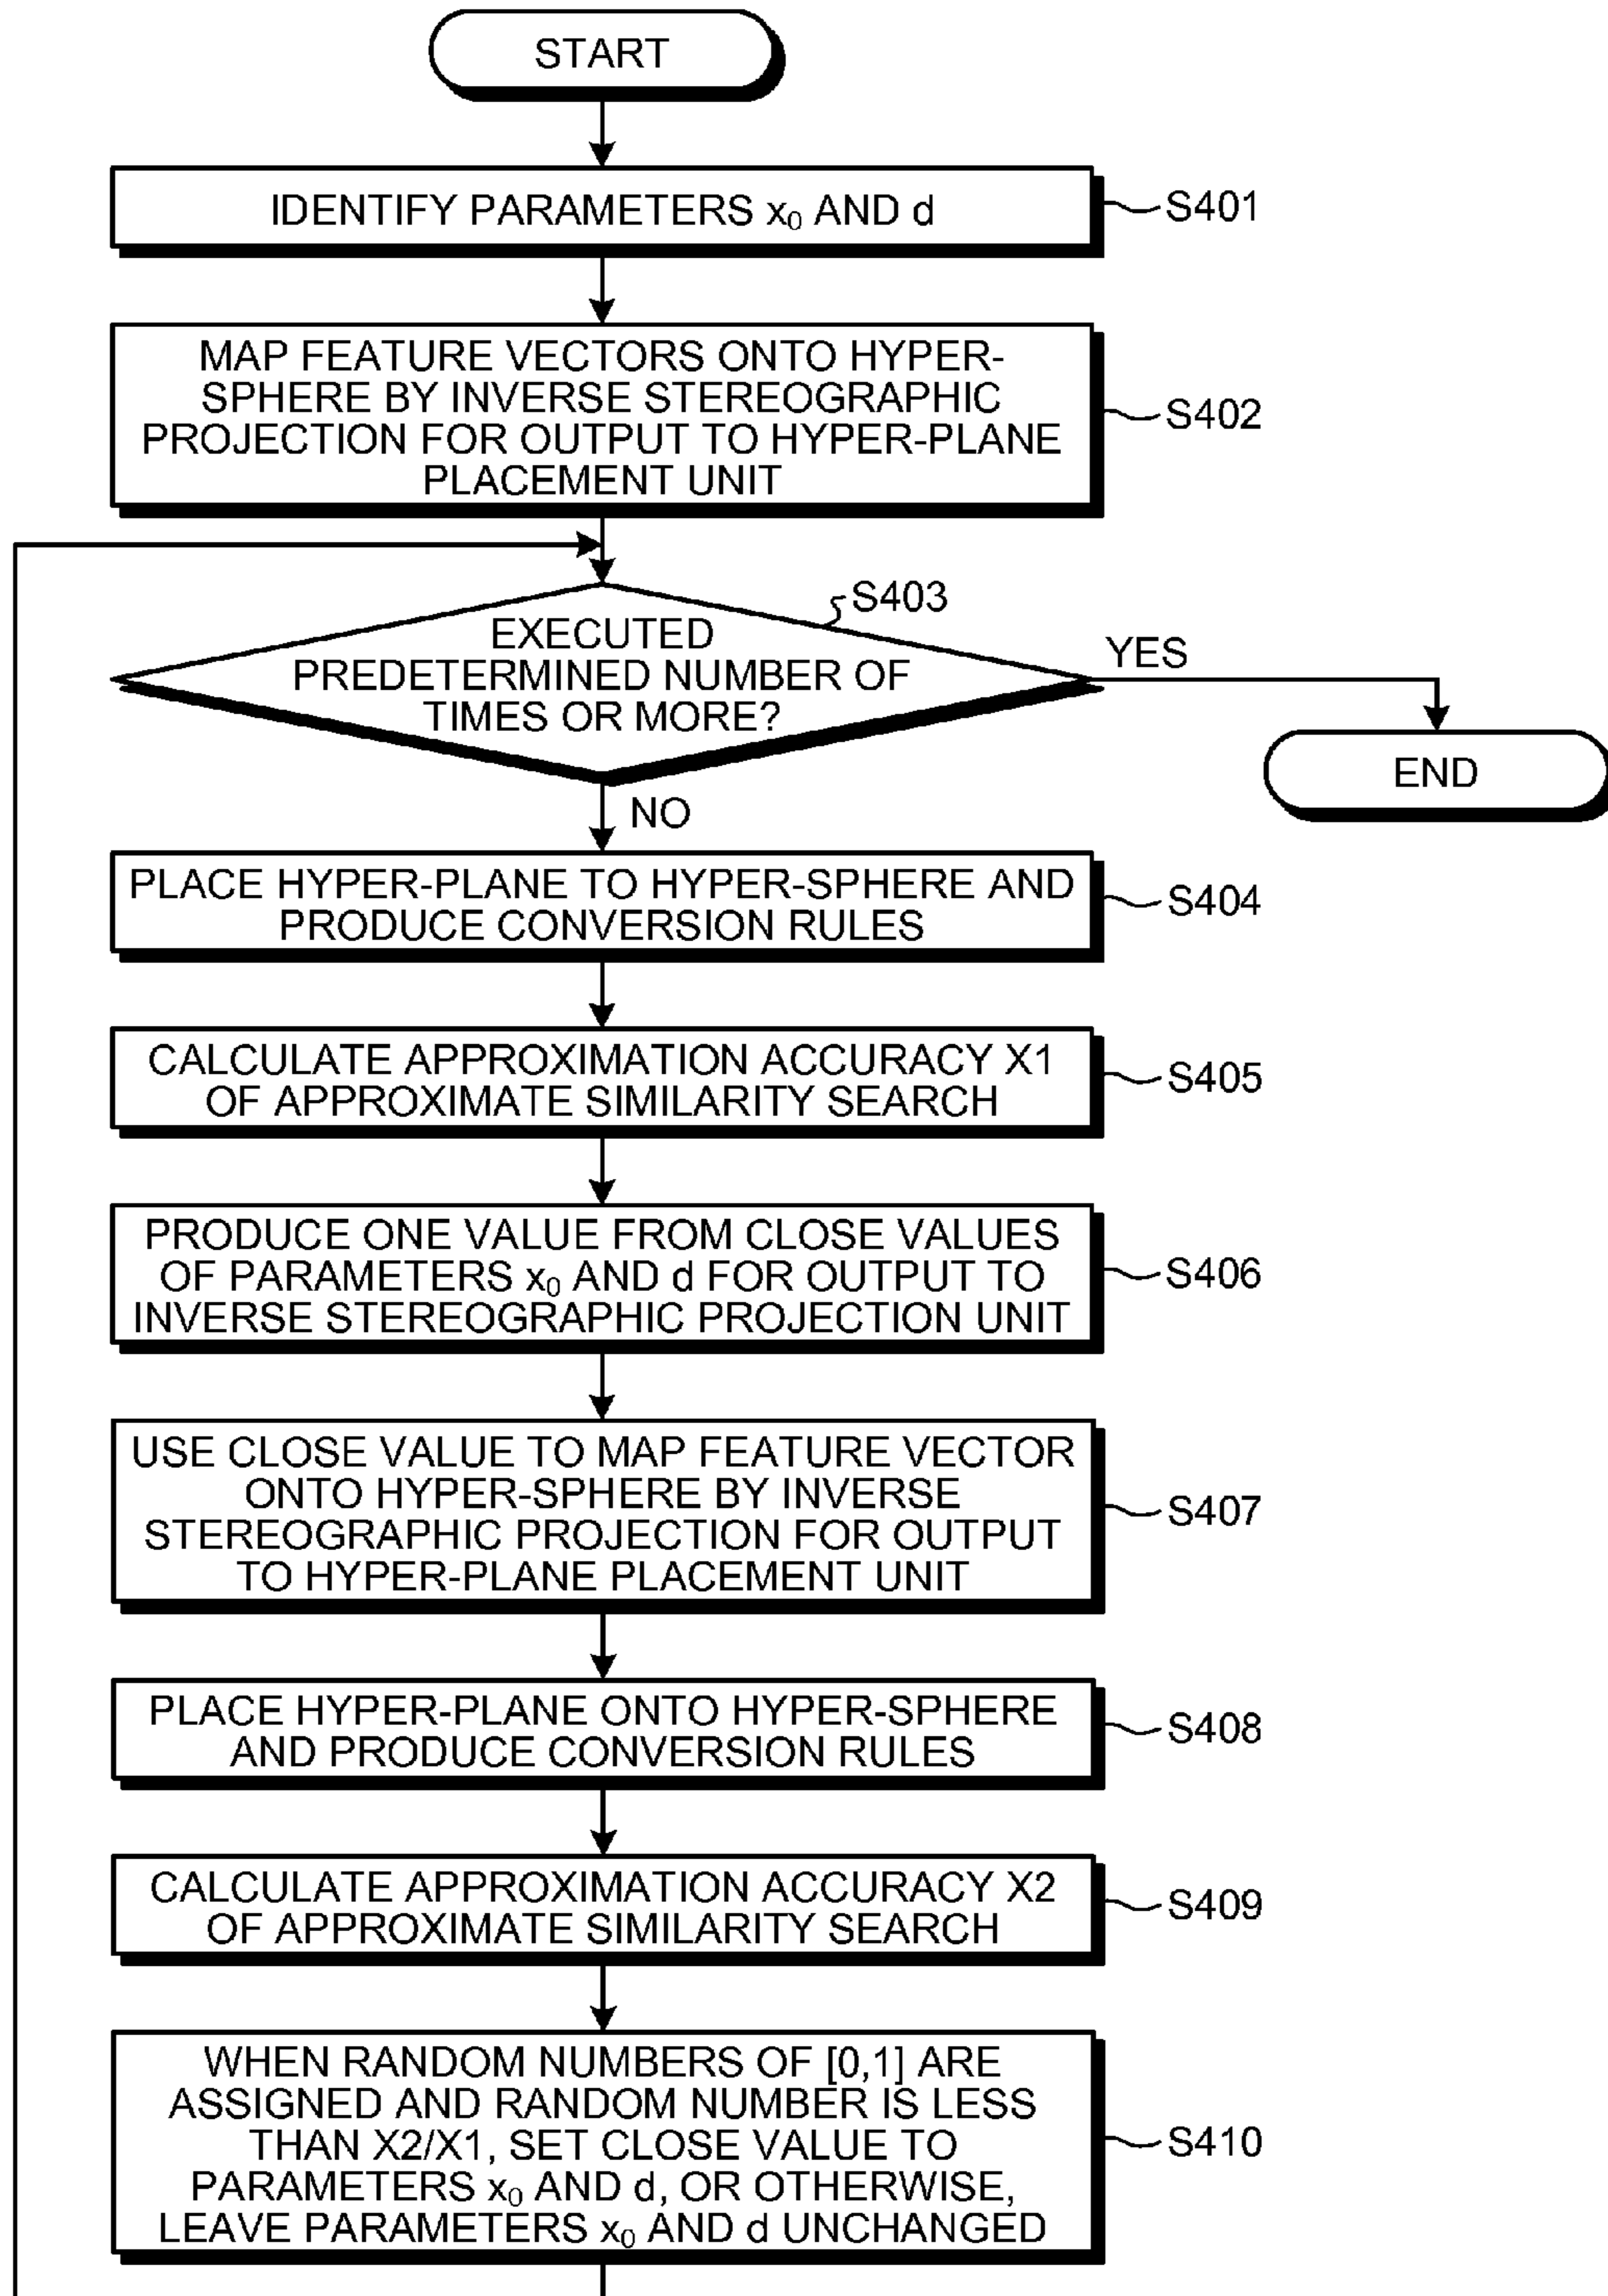 START
IDENTIFY PARAMETERS x₀ AND d
S401
MAP FEATURE VECTORS ONTO HYPER-
SPHERE BY INVERSE STEREOGRAPHIC
PROJECTION FOR OUTPUT TO HYPER-PLANE
PLACEMENT UNIT
S402
S403
EXECUTED
PREDETERMINED NUMBER OF
TIMES OR MORE?
YES
END
NO
PLACE HYPER-PLANE TO HYPER-SPHERE AND
PRODUCE CONVERSION RULES
S404
CALCULATE APPROXIMATION ACCURACY X1
OF APPROXIMATE SIMILARITY SEARCH
S405
PRODUCE ONE VALUE FROM CLOSE VALUES
OF PARAMETERS x₀ AND d FOR OUTPUT TO
INVERSE STEREOGRAPHIC PROJECTION UNIT
S406
USE CLOSE VALUE TO MAP FEATURE VECTOR
ONTO HYPER-SPHERE BY INVERSE
STEREOGRAPHIC PROJECTION FOR OUTPUT
TO HYPER-PLANE PLACEMENT UNIT
S407
PLACE HYPER-PLANE ONTO HYPER-SPHERE
AND PRODUCE CONVERSION RULES
S408
CALCULATE APPROXIMATION ACCURACY X2
OF APPROXIMATE SIMILARITY SEARCH
S409
WHEN RANDOM NUMBERS OF [0,1] ARE
ASSIGNED AND RANDOM NUMBER IS LESS
THAN X2/X1, SET CLOSE VALUE TO
PARAMETERS x₀ AND d, OR OTHERWISE,
LEAVE PARAMETERS x₀ AND d UNCHANGED
S410